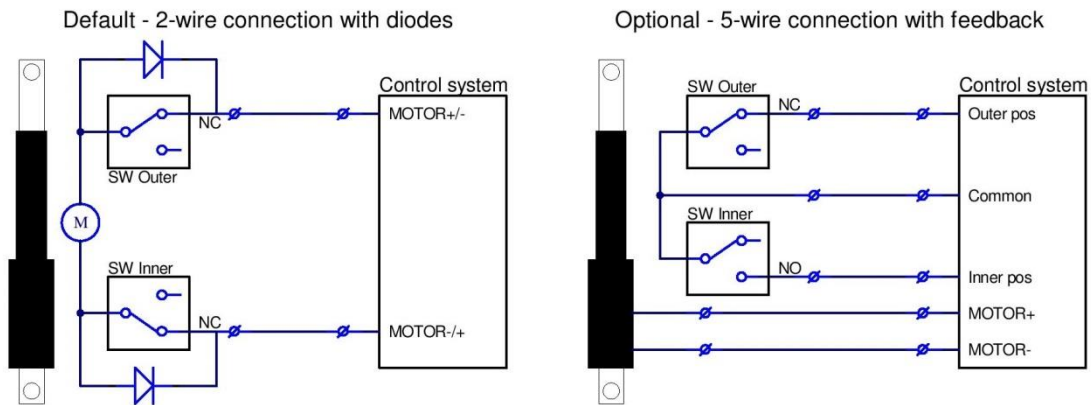 Default - 2-wire connection with diodes
Control system
MOTOR+/-
NC
SW Outer
M
SW Inner
NC
MOTOR-/+
Optional - 5-wire connection with feedback
Control system
SW Outer
NC
Outer pos
Common
SW Inner
NO
Inner pos
MOTOR+
MOTOR-